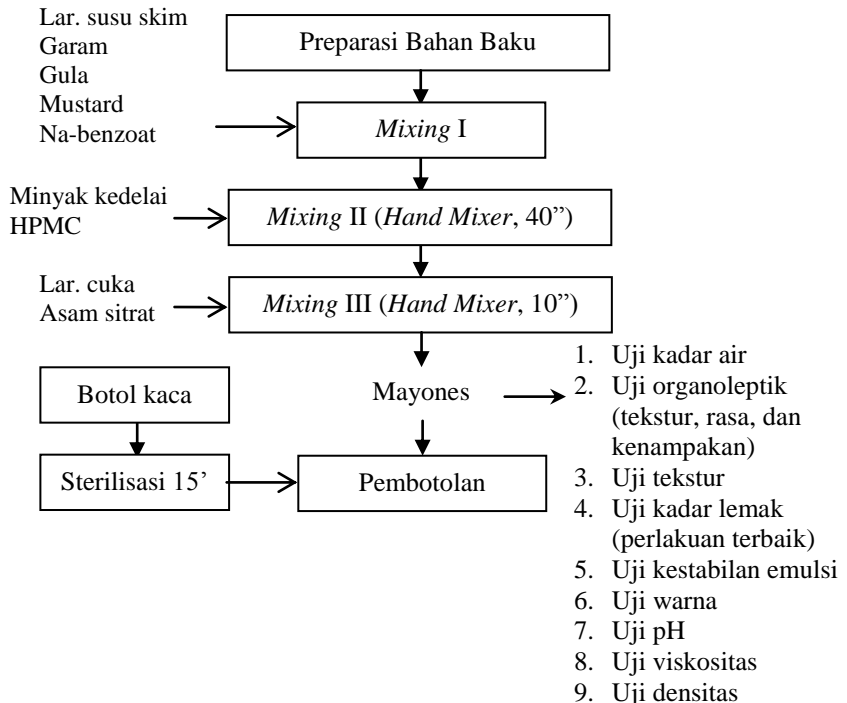 Lar. susu skim
Garam
Gula
Mustard
Na-benzoat
Preparasi Bahan Baku
Mixing I
Minyak kedelai
HPMC
Mixing II (Hand Mixer, 40”)
Lar. cuka
Asam sitrat
Mixing III (Hand Mixer, 10”)
Botol kaca
Mayones
Sterilisasi 15’
Pembotolan
1. Uji kadar air
2. Uji organoleptik
(tekstur, rasa, dan
kenampakan)
3. Uji tekstur
4. Uji kadar lemak
(perlakuan terbaik)
5. Uji kestabilan emulsi
6. Uji warna
7. Uji pH
8. Uji viskositas
9. Uji densitas